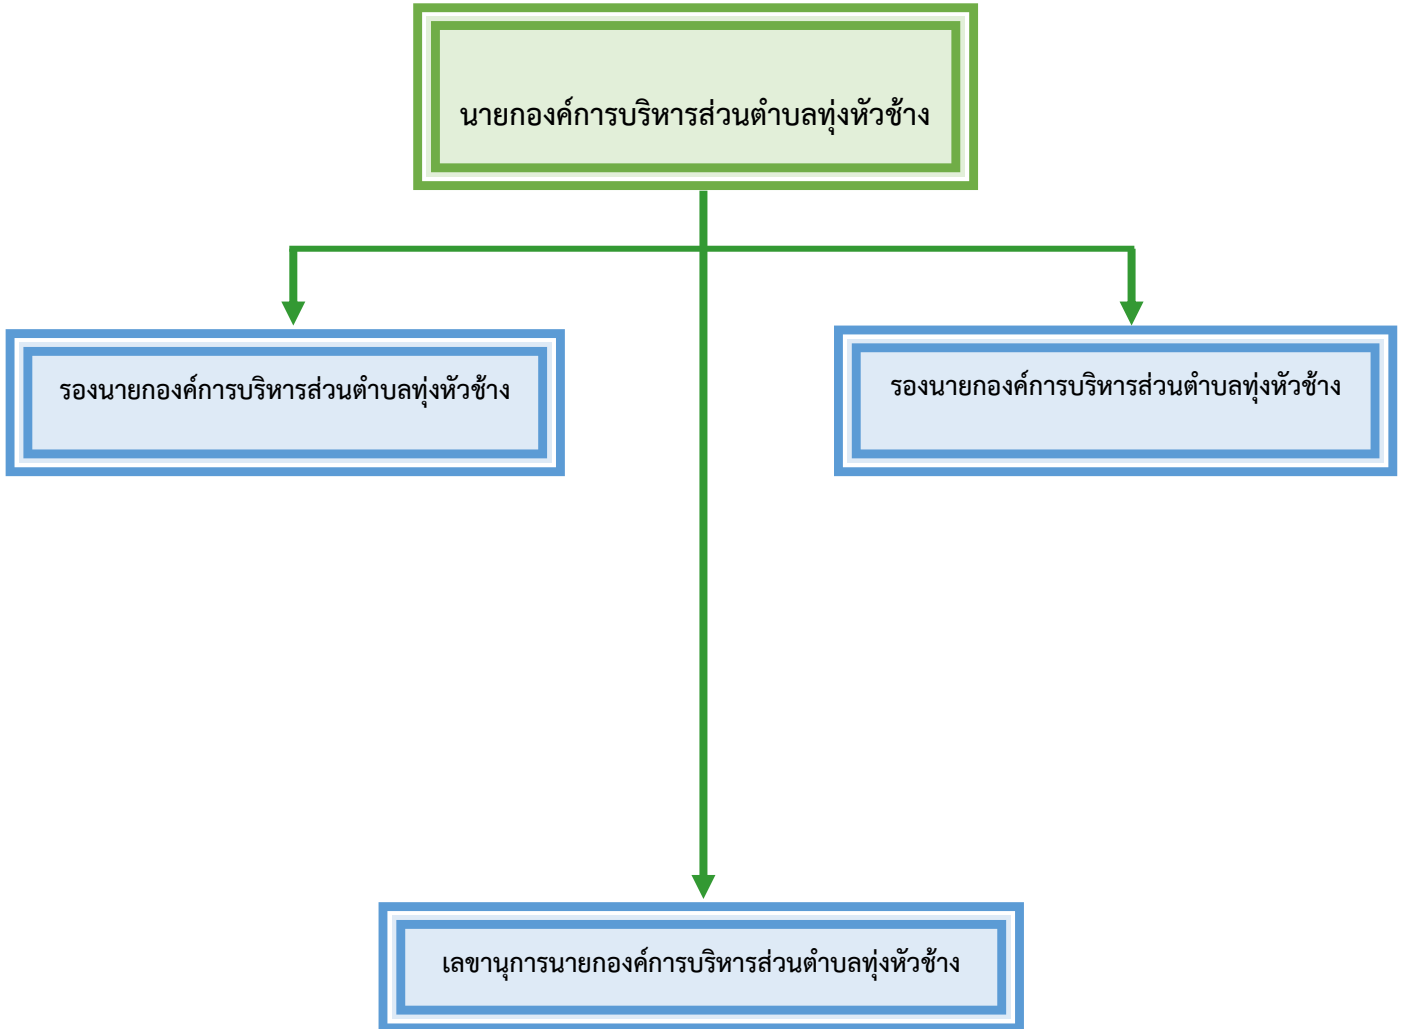 นายกองค์การบริหารส่วนตำบลทุ่งหัวช้าง
รองนายกองค์การบริหารส่วนตำบลทุ่งหัวช้าง
รองนายกองค์การบริหารส่วนตำบลทุ่งหัวช้าง
เลขานุการนายกองค์การบริหารส่วนตำบลทุ่งหัวช้าง